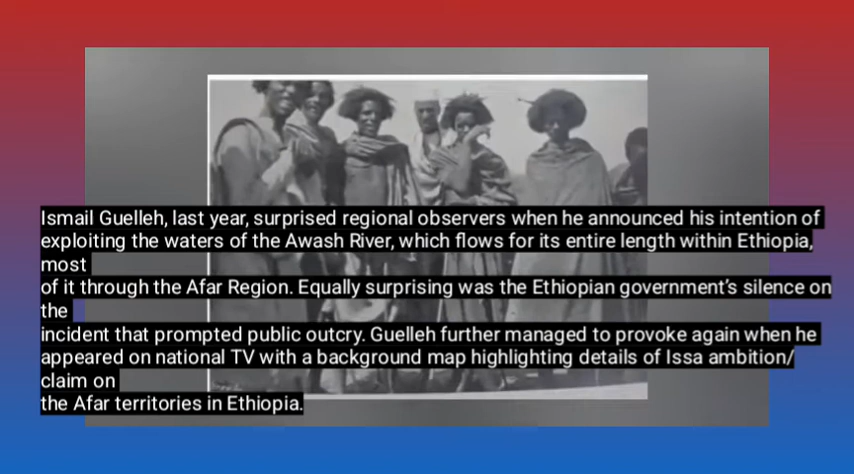 Ismail Guelleh, last year, surprised regional observers when he announced his intention of
exploiting the waters of the Awash River, which flows for its entire length within Ethiopia,
most
of it through the Afar Region. Equally surprising was the Ethiopian government's silence on
the
incident that prompted public outcry. Guelleh further managed to provoke again when he
appeared on national TV with a background map highlighting details of Issa ambition/
claim on
the Afar territories in Ethiopia.